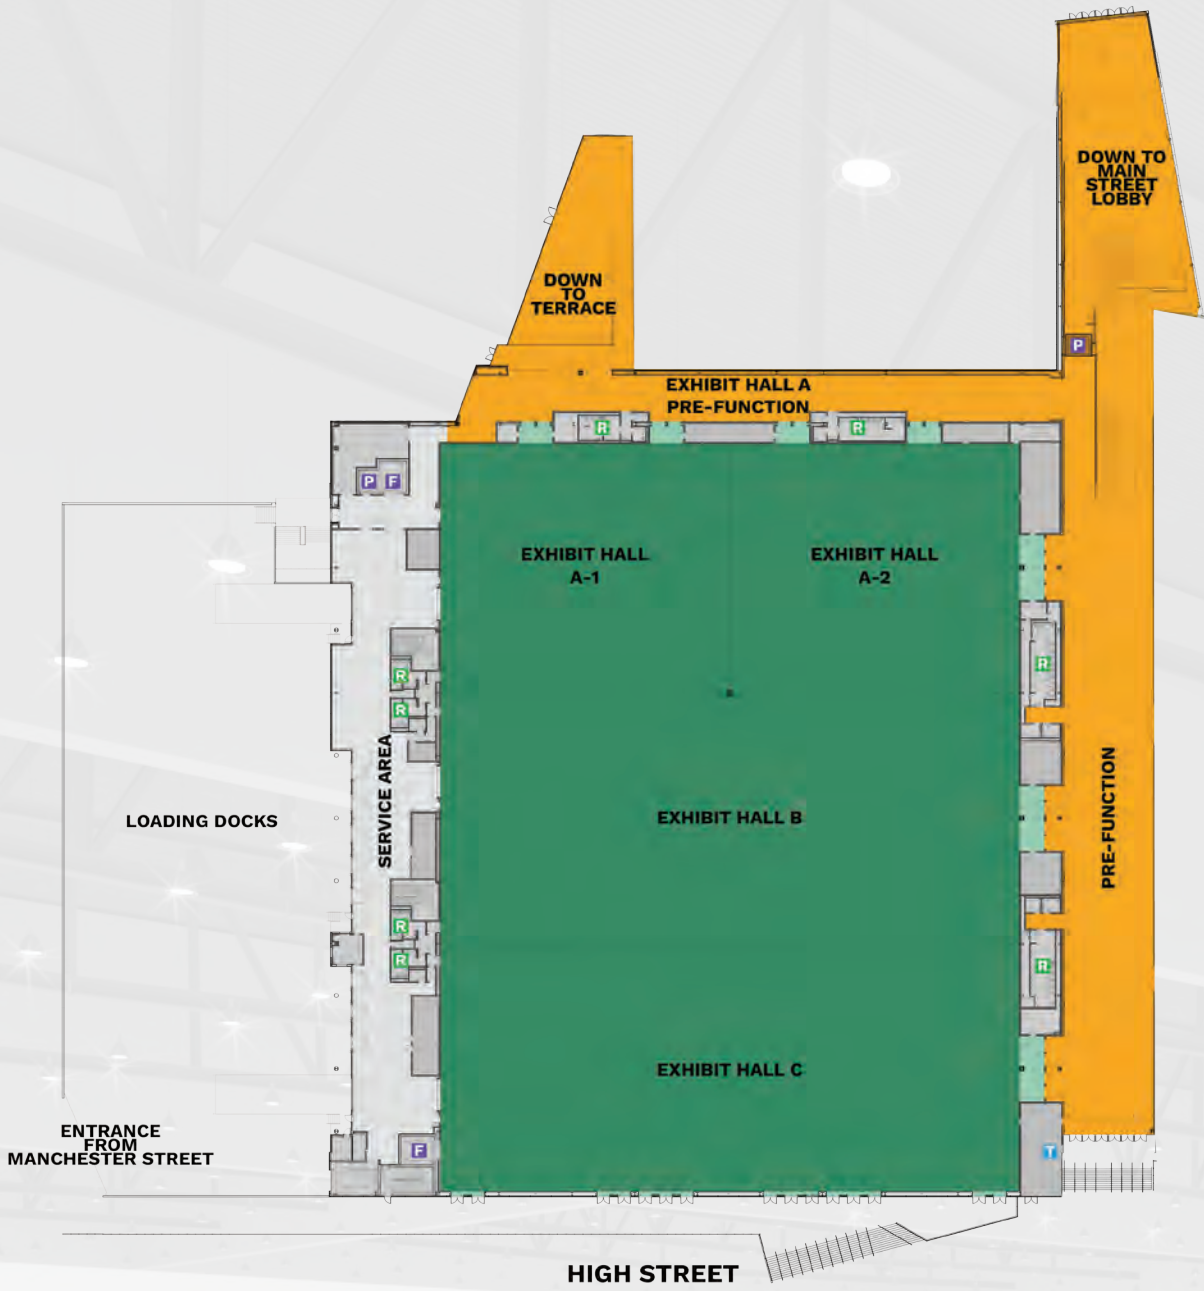 DOWN TO
MAIN
STREET
LOBBY
DOWN
TO
TERRACE
P
EXHIBIT HALL A
PRE-FUNCTION
R
R
P F
EXHIBIT HALL
A-1
EXHIBIT HALL
A-2
R
R
R
SERVICE AREA
LOADING DOCKS
EXHIBIT HALL B
PRE-FUNCTION
R
R
R
EXHIBIT HALL C
ENTRANCE
FROM
MANCHESTER STREET
F
T
HIGH STREET